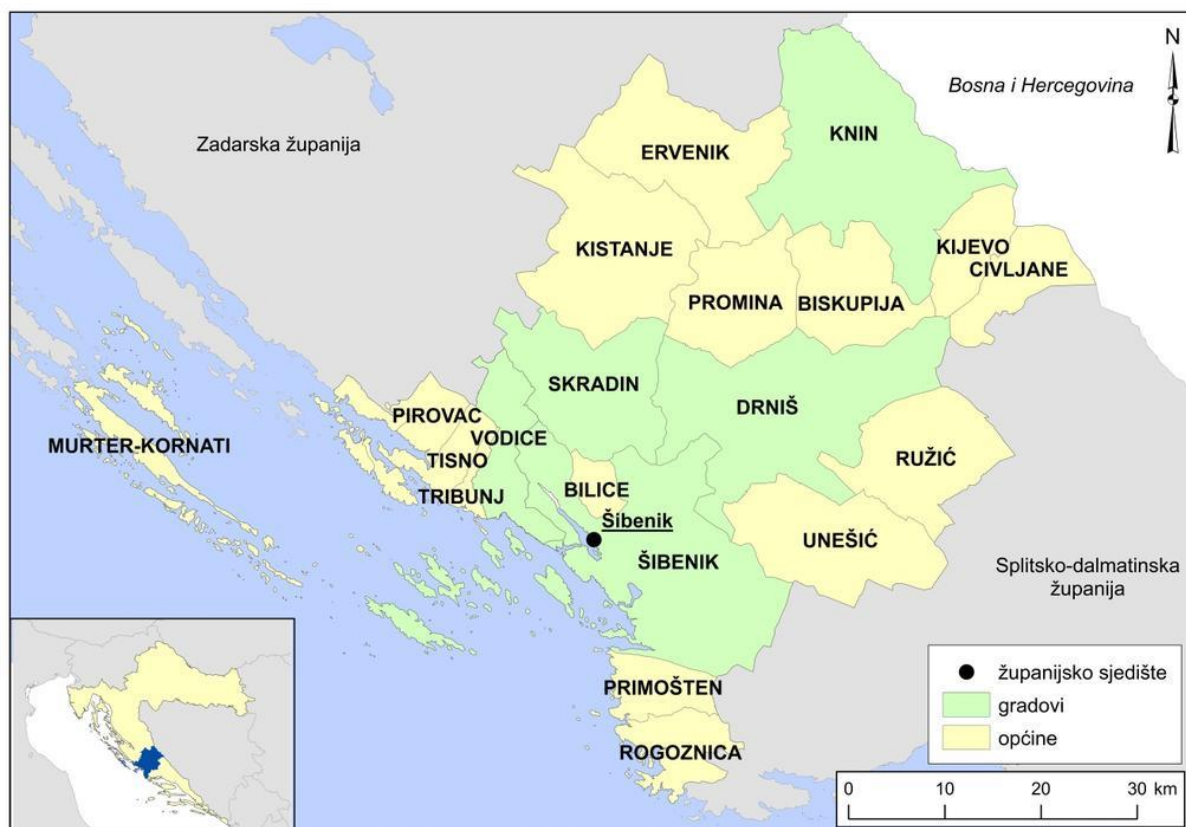 N
Bosna i Hercegovina
KNIN
Zadarska županija
ERVENIK
KISTANJE
KIJEVO
CIVLJANE
PROMINA
BISKUPIJA
SKRADIN
DRNIŠ
PIROVAC
VODICE
MURTER-KORNATI
TISNO
RUŽIĆ
TRIBUNJ
BILICE
Šibenik
UNEŠIĆ
ŠIBENIK
Splitsko-dalmatinska
županija
PRIMOŠTEN
ROGOZNICA
županijsko sjedište
gradovi
općine
0 10 20 30 km